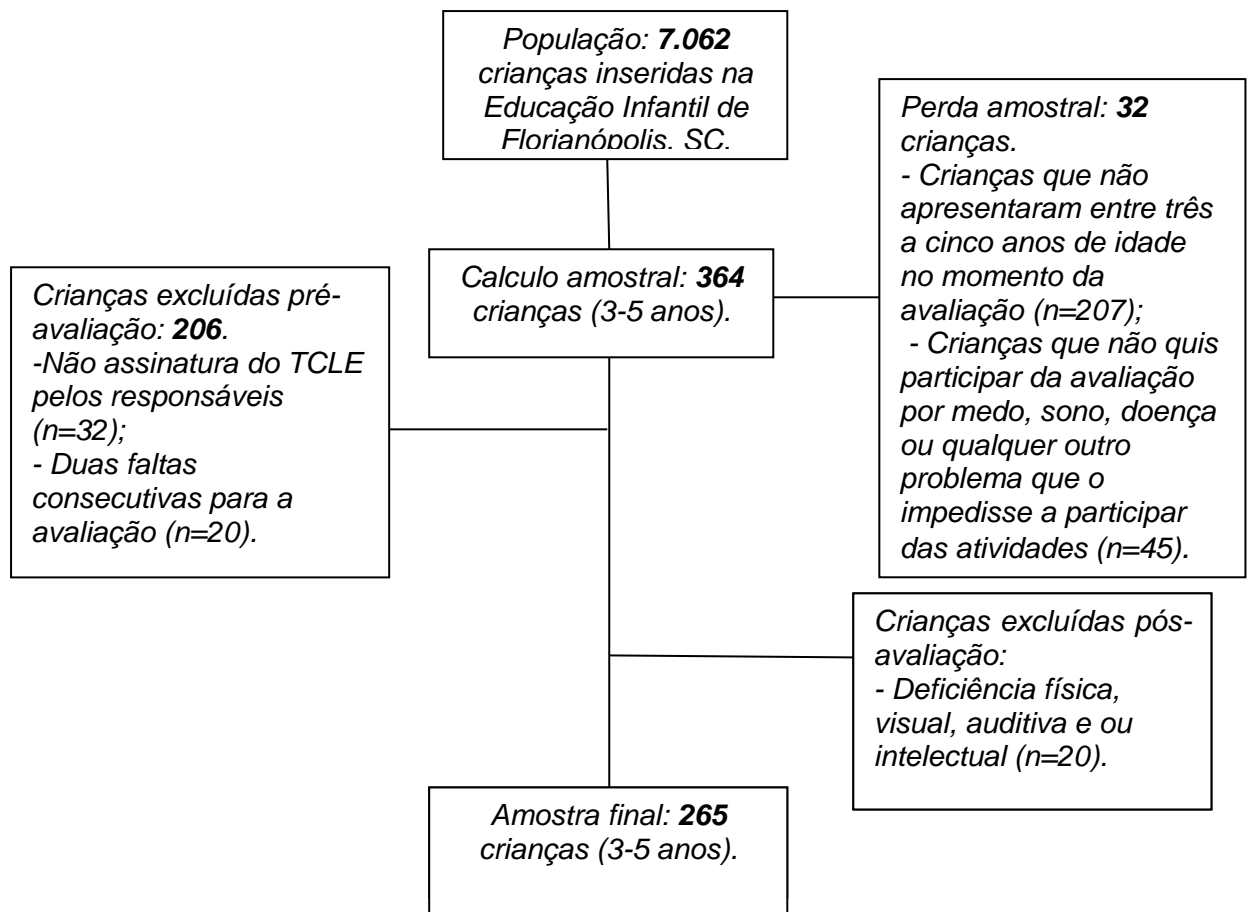 População: 7.062
crianças inseridas na
Educação Infantil de
Florianópolis. SC.
Perda amostral: 32
crianças.
- Crianças que não
apresentaram entre três
a cinco anos de idade
no momento da
avaliação (n=207);
- Crianças que não quis
participar da avaliação
por medo, sono, doença
ou qualquer outro
problema que o
impedisse a participar
das atividades (n=45).
Calculo amostral: 364
crianças (3-5 anos).
Crianças excluídas pré-
avaliação: 206.
-Não assinatura do TCLE
pelos responsáveis
(n=32);
- Duas faltas
consecutivas para a
avaliação (n=20).
Crianças excluídas pós-
avaliação:
- Deficiência física,
visual, auditiva e ou
intelectual (n=20).
Amostra final: 265
crianças (3-5 anos).